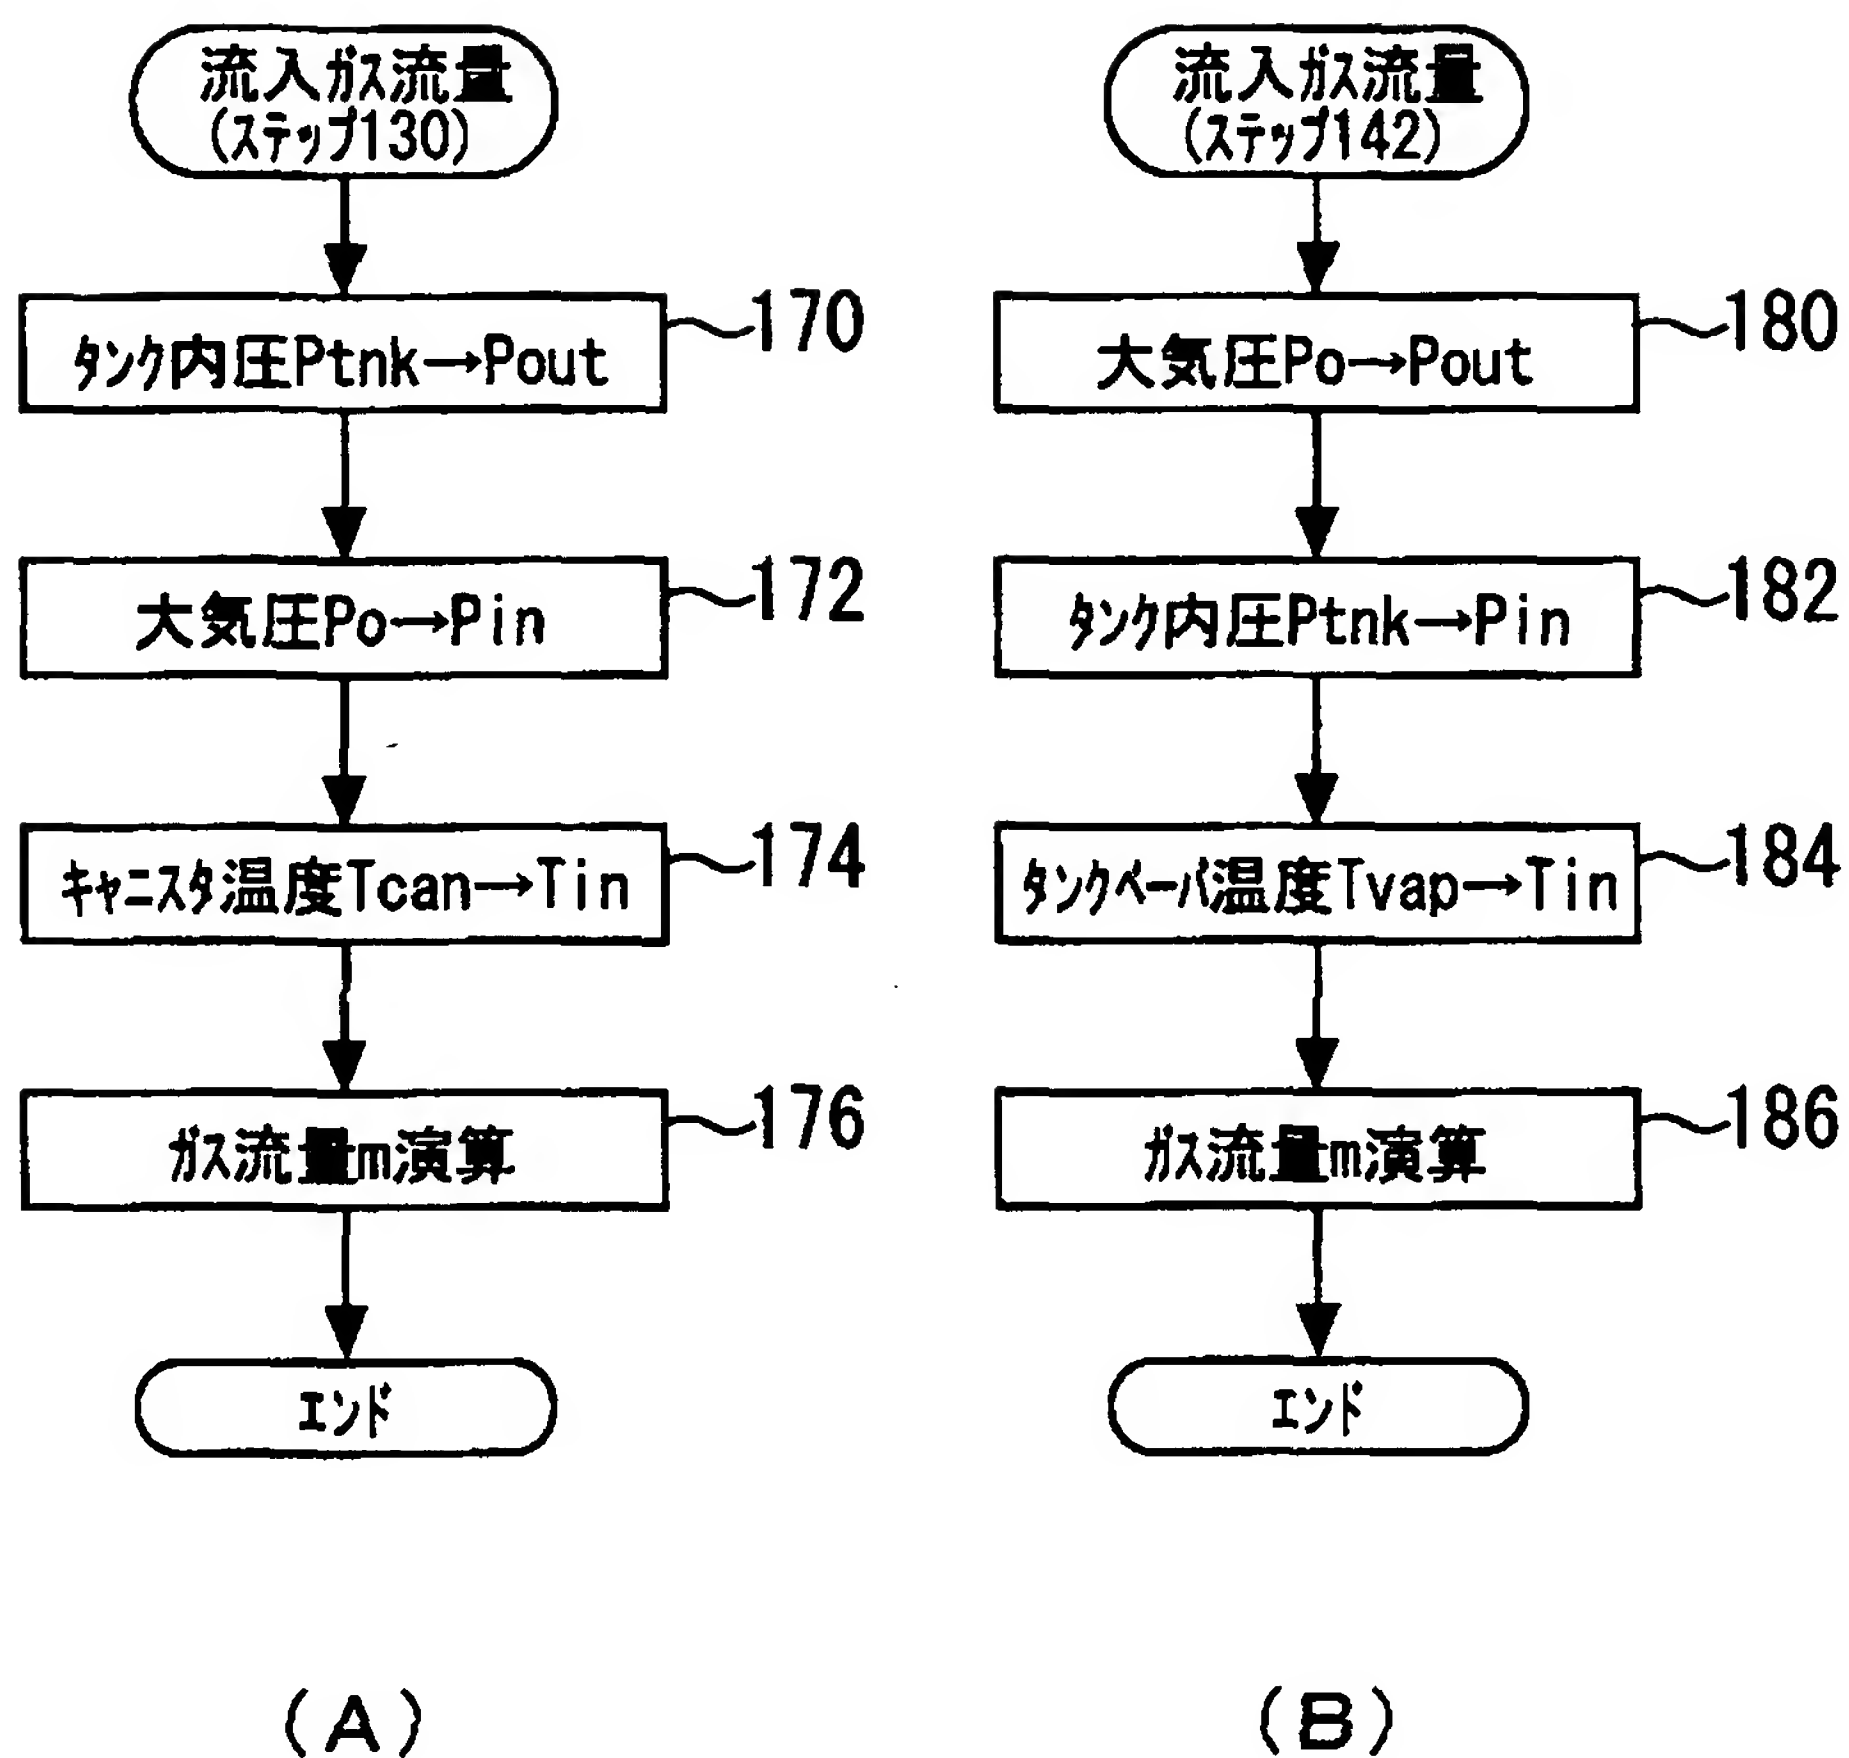 流入ガス流量
(ステップ130)
タンク内圧Ptnk→Pout
170
大気圧Po→Pin
172
キャニスタ温度Tcan→Tin
174
ガス流量m演算
176
エンド
(A)
流入ガス流量
(ステップ142)
大気圧Po→Pout
180
タンク内圧Ptnk→Pin
182
タンクベーパ温度Tvap→Tin
184
ガス流量m演算
186
エンド
(B)